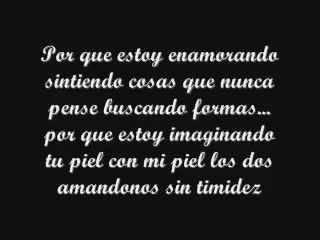 Por que estoy enamorando
sintiendo cosas que nunca
pense buscando formas...
por que estoy imaginando
tu piel con mi piel los dos
amandonos sin timidez